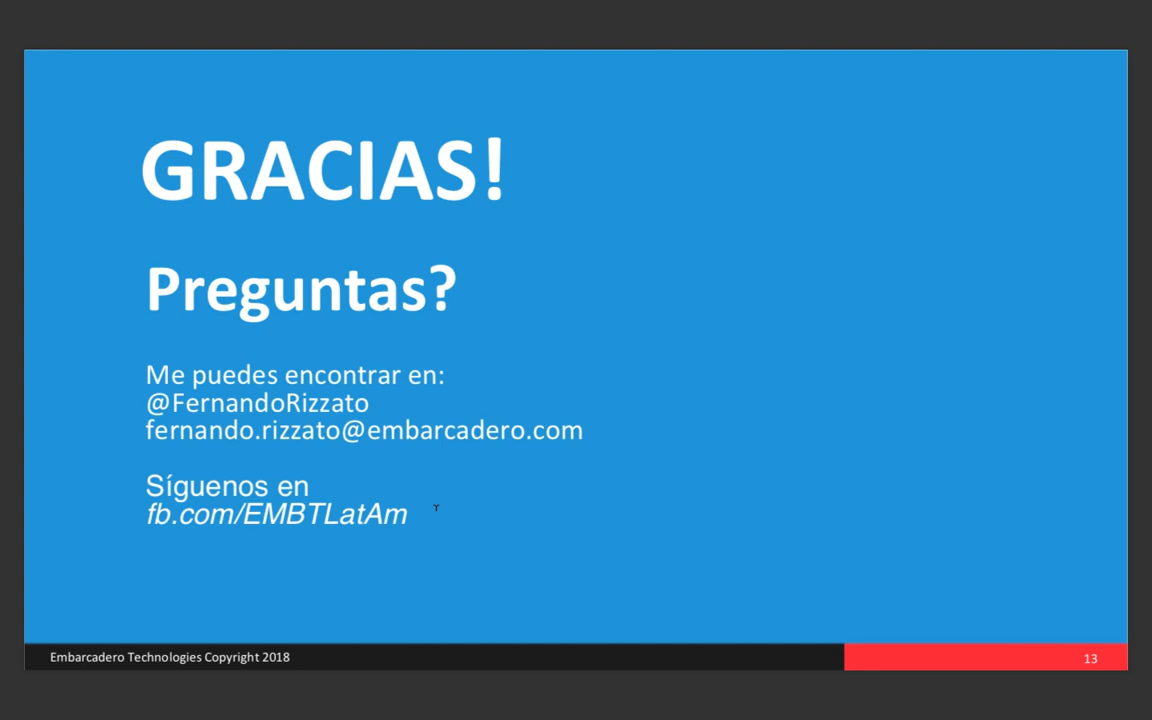 GRACIAS!
Preguntas?
Me puedes encontrar en:
@FernandoRizzato
fernando.rizzato@embarcadero.com
Síguenos en
fb.com/EMBTLatAm
Embarcadero Technologies Copyright 2018
13